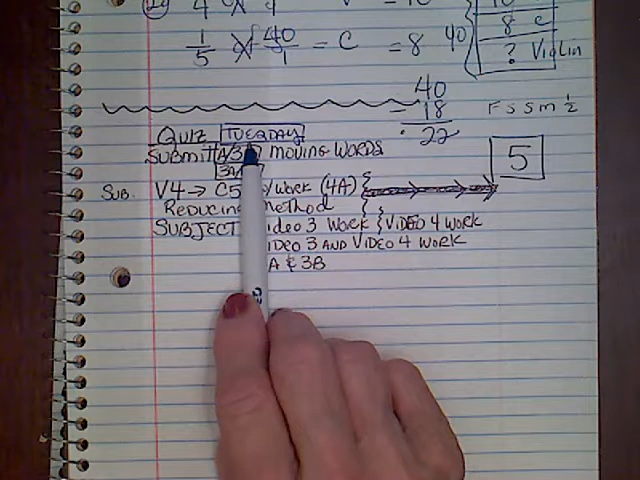 4
1/5 40/1 = C = 8 40
8 C
? Violin
40
- 18
22
F S S M 1/2
QUIZ TUESDAY
SUBMIT MOVING WORDS
5
SUB. V4 → C5 WORK (4A)
REDUCING METHOD
SUBJECT VIDEO 3 WORK } VIDEO 4 WORK
VIDEO 3 AND VIDEO 4 WORK
A & 3B